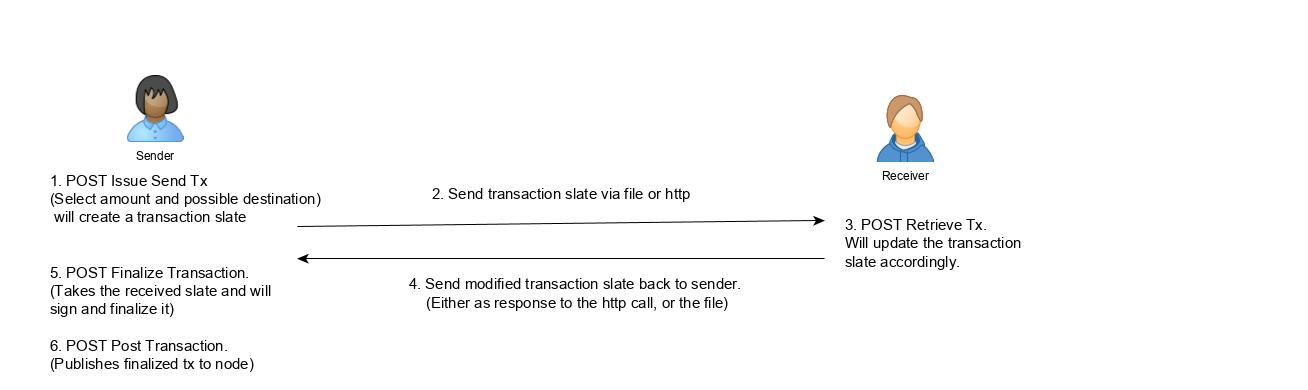 Sender
1. POST Issue Send Tx
(Select amount and possible destination)
will create a transaction slate
2. Send transaction slate via file or http
Receiver
3. POST Retrieve Tx.
Will update the transaction
slate accordingly.
4. Send modified transaction slate back to sender.
(Either as response to the http call, or the file)
5. POST Finalize Transaction.
(Takes the received slate and will
sign and finalize it)
6. POST Post Transaction.
(Publishes finalized tx to node)